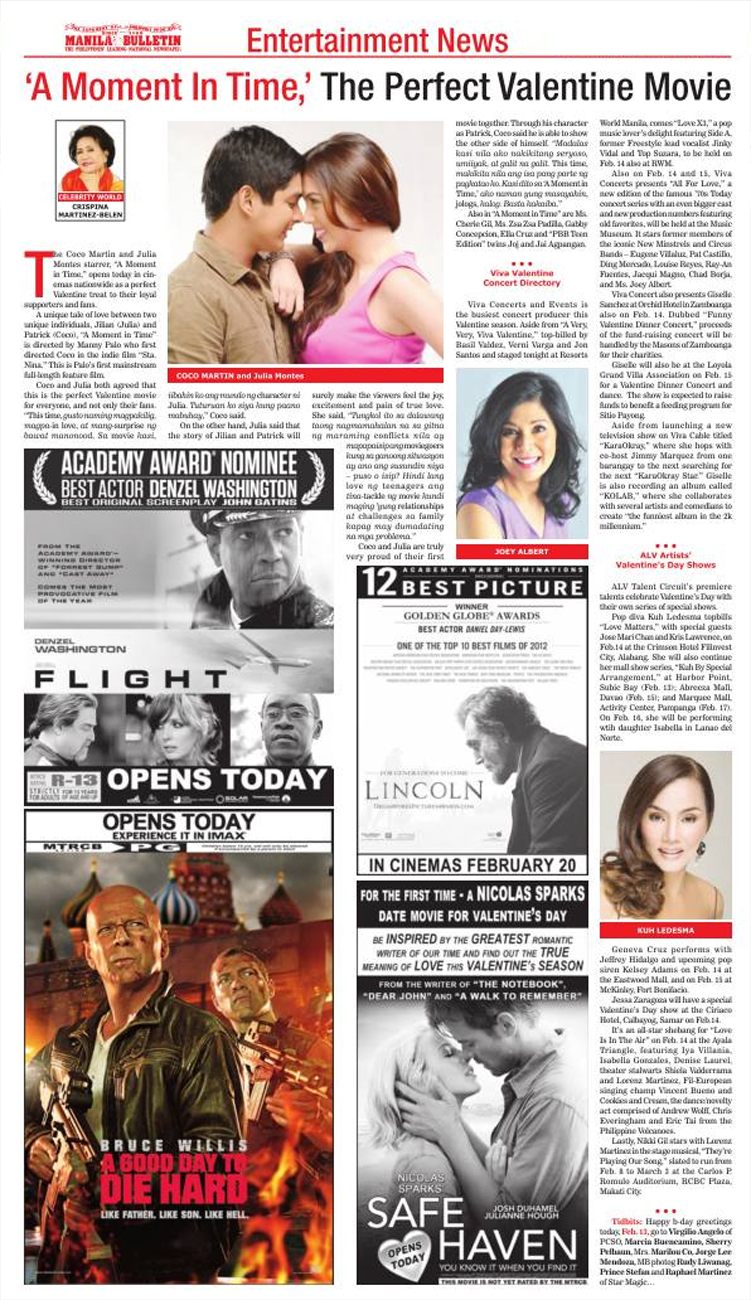 MANILA BULLETIN
THE PHILIPPINES' LEADING NATIONAL NEWSPAPER
Entertainment News
'A Moment In Time,' The Perfect Valentine Movie
CELEBRITY WORLD
CRISPINA
MARTINEZ-BELEN
The Coco Martin and Julia
Montes starrer, "A Moment
in Time," opens today in cin-
emas nationwide as a perfect
Valentine treat to their loyal
supporters and fans.
A unique tale of love between two
unique individuals, Jilian (Julia) and
Patrick (Coco), "A Moment in Time"
is directed by Manny Palo who first
directed Coco in the indie film "Sta.
Nina." This is Palo's first mainstream
full-length feature film.
Coco and Julia both agreed that
this is the perfect Valentine movie
for everyone, and not only their fans.
"This time, gusto naming magpakilig,
magpa-in love, at mang-surprise ng
bawat manonood. Sa movie kasi,
COCO MARTIN and Julia Montes
iibahin ko ang mundo ng character ni
Julia. Tuturuan ko siya kung paano
mabuhay," Coco said.
On the other hand, Julia said that
the story of Jilian and Patrick will
surely make the viewers feel the joy,
excitement and pain of true love.
She said, "Tungkol ito sa dalawang
taong nagmamahalan na sa gitna
ng maraming conflicts nila ay
mapapaisip ang moviegoers
kung sa ganoong sitwasyon
ay ano ang susundin niya
– puso o isip? Hindi lang
love ng teenagers ang
tina-tackle ng movie kundi
maging 'yung relationships
at challenges sa family
kapag may dumadating
na mga problema."
Coco and Julia are truly
very proud of their first
movie together. Through his character
as Patrick, Coco said he is able to show
the other side of himself. "Madalas
kasi nila ako nakikitang seryoso,
umiiyak, at galit na galit. This time,
makikita nila ang isa pang parte ng
pagkatao ko. Kasi dito sa 'A Moment in
Time,' ako naman yung masayahin,
jologs, kalog. Basta kakaiba."
Also in "A Moment in Time" are Ms.
Cherie Gil, Ms. Zsa Zsa Padilla, Gabby
Concepcion, Ella Cruz and "PBB Teen
Edition" twins Joj and Jai Agpangan.
• • •
Viva Valentine
Concert Directory
Viva Concerts and Events is
the busiest concert producer this
Valentine season. Aside from "A Very,
Very, Viva Valentine," top-billed by
Basil Valdez, Verni Varga and Jon
Santos and staged tonight at Resorts
JOEY ALBERT
World Manila, comes "Love X3," a pop
music lover's delight featuring Side A,
former Freestyle lead vocalist Jinky
Vidal and Top Suzara, to be held on
Feb. 14 also at RWM.
Also on Feb. 14 and 15, Viva
Concerts presents "All For Love," a
new edition of the famous '70s Today
concert series with an even bigger cast
and new production numbers featuring
old favorites, will be held at the Music
Museum. It stars former members of
the iconic New Minstrels and Circus
Bands – Eugene Villaluz, Pat Castillo,
Ding Mercado, Louise Reyes, Ray-An
Fuentes, Jacqui Magno, Chad Borja,
and Ms. Joey Albert.
Viva Concert also presents Giselle
Sanchez at Orchid Hotel in Zamboanga
also on Feb. 14. Dubbed "Funny
Valentine Dinner Concert," proceeds
of the fund-raising concert will be
handled by the Masons of Zamboanga
for their charities.
Giselle will also be at the Loyola
Grand Villa Association on Feb. 15
for a Valentine Dinner Concert and
dance. The show is expected to raise
funds to benefit a feeding program for
Sitio Payong.
Aside from launching a new
television show on Viva Cable titled
"KaraOkray," where she hops with
co-host Jimmy Marquez from one
barangay to the next searching for
the next "KaraOkray Star." Giselle
is also recording an album called
"KOLAB," where she collaborates
with several artists and comedians to
create "the funniest album in the 2k
millennium."
• • •
ALV Artists'
Valentine's Day Shows
ALV Talent Circuit's premiere
talents celebrate Valentine's Day with
their own series of special shows.
Pop diva Kuh Ledesma topbills
"Love Matters," with special guests
Jose Mari Chan and Kris Lawrence, on
Feb.14 at the Crimson Hotel Filinvest
City, Alabang. She will also continue
her mall show series, "Kuh By Special
Arrangement," at Harbor Point,
Subic Bay (Feb. 13); Abreeza Mall,
Davao (Feb. 15); and Marquee Mall,
Activity Center, Pampanga (Feb. 17).
On Feb. 16, she will be performing
wtih daughter Isabella in Lanao del
Norte.
KUH LEDESMA
Geneva Cruz performs with
Jeffrey Hidalgo and upcoming pop
siren Kelsey Adams on Feb. 14 at
the Eastwood Mall, and on Feb. 15 at
McKinley, Fort Bonifacio.
Jessa Zaragoza will have a special
Valentine's Day show at the Ciriaco
Hotel, Calbayog, Samar on Feb.14.
It's an all-star shebang for "Love
Is In The Air" on Feb. 14 at the Ayala
Triangle, featuring Iya Villania,
Isabella Gonzales, Denise Laurel,
theater stalwarts Shiela Valderrama
and Lorenz Martinez, Fil-European
singing champ Vincent Bueno and
Cookies and Cream, the dance/novelty
act comprised of Andrew Wolff, Chris
Everingham and Eric Tai from the
Philippine Volcanoes.
Lastly, Nikki Gil stars with Lorenz
Martinez in the stage musical, "They're
Playing Our Song," slated to run from
Feb. 8 to March 3 at the Carlos P.
Romulo Auditorium, RCBC Plaza,
Makati City.
• • •
Tidbits: Happy b-day greetings
today, Feb. 13, go to Virgilio Angelo of
PCSO, Marcia Buencamino, Sherry
Pelbaun, Mrs. Marilou Co, Jorge Lee
Mendoza, MB photog Rudy Liwanag,
Prince Stefan and Raphael Martinez
of Star Magic…
ACADEMY AWARD® NOMINEE
BEST ACTOR DENZEL WASHINGTON
BEST ORIGINAL SCREENPLAY JOHN GATINS
FROM THE
ACADEMY AWARD®–
WINNING DIRECTOR
OF "FORREST GUMP"
AND "CAST AWAY"
COMES THE MOST
PROVOCATIVE FILM
OF THE YEAR
DENZEL
WASHINGTON
FLIGHT
R-13
STRICTLY FOR 13 YEARS
FOR ADULTS OF AGE AND UP
OPENS TODAY
SOLAR
OPENS TODAY
EXPERIENCE IT IN IMAX
MTRCB
PG
BRUCE WILLIS
A GOOD DAY TO
DIE HARD
LIKE FATHER. LIKE SON. LIKE HELL.
12 ACADEMY AWARD® NOMINATIONS
BEST PICTURE
WINNER
GOLDEN GLOBE® AWARDS
BEST ACTOR DANIEL DAY-LEWIS
ONE OF THE TOP 10 BEST FILMS OF 2012
LINCOLN
IN CINEMAS FEBRUARY 20
FOR THE FIRST TIME - A NICOLAS SPARKS
DATE MOVIE FOR VALENTINE'S DAY
BE INSPIRED BY THE GREATEST ROMANTIC
WRITER OF OUR TIME AND FIND OUT THE TRUE
MEANING OF LOVE THIS VALENTINE'S SEASON
FROM THE WRITER OF "THE NOTEBOOK",
"DEAR JOHN" AND "A WALK TO REMEMBER"
NICOLAS
SPARKS'
JOSH DUHAMEL
JULIANNE HOUGH
SAFE
HAVEN
OPENS
TODAY
YOU KNOW IT WHEN YOU FIND IT
THIS MOVIE IS NOT YET RATED BY THE MTRCB